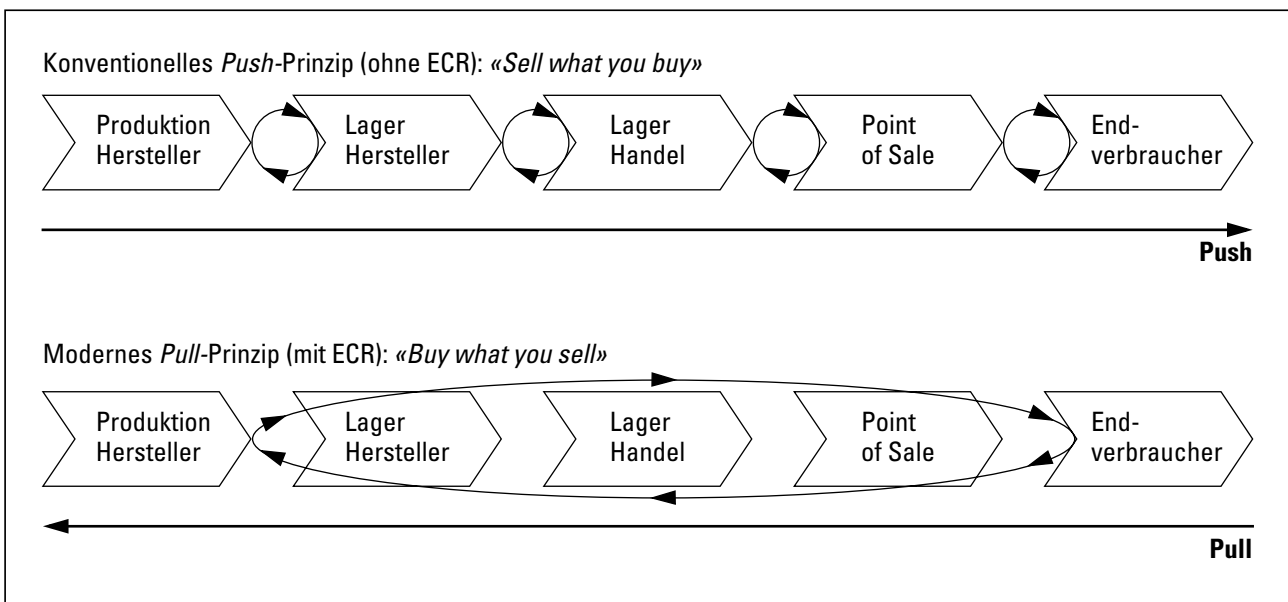 Konventionelles Push-Prinzip (ohne ECR): «Sell what you buy»
Produktion
Hersteller
Lager
Hersteller
Lager
Handel
Point
of Sale
End-
verbraucher
Push
Modernes Pull-Prinzip (mit ECR): «Buy what you sell»
Produktion
Hersteller
Lager
Hersteller
Lager
Handel
Point
of Sale
End-
verbraucher
Pull